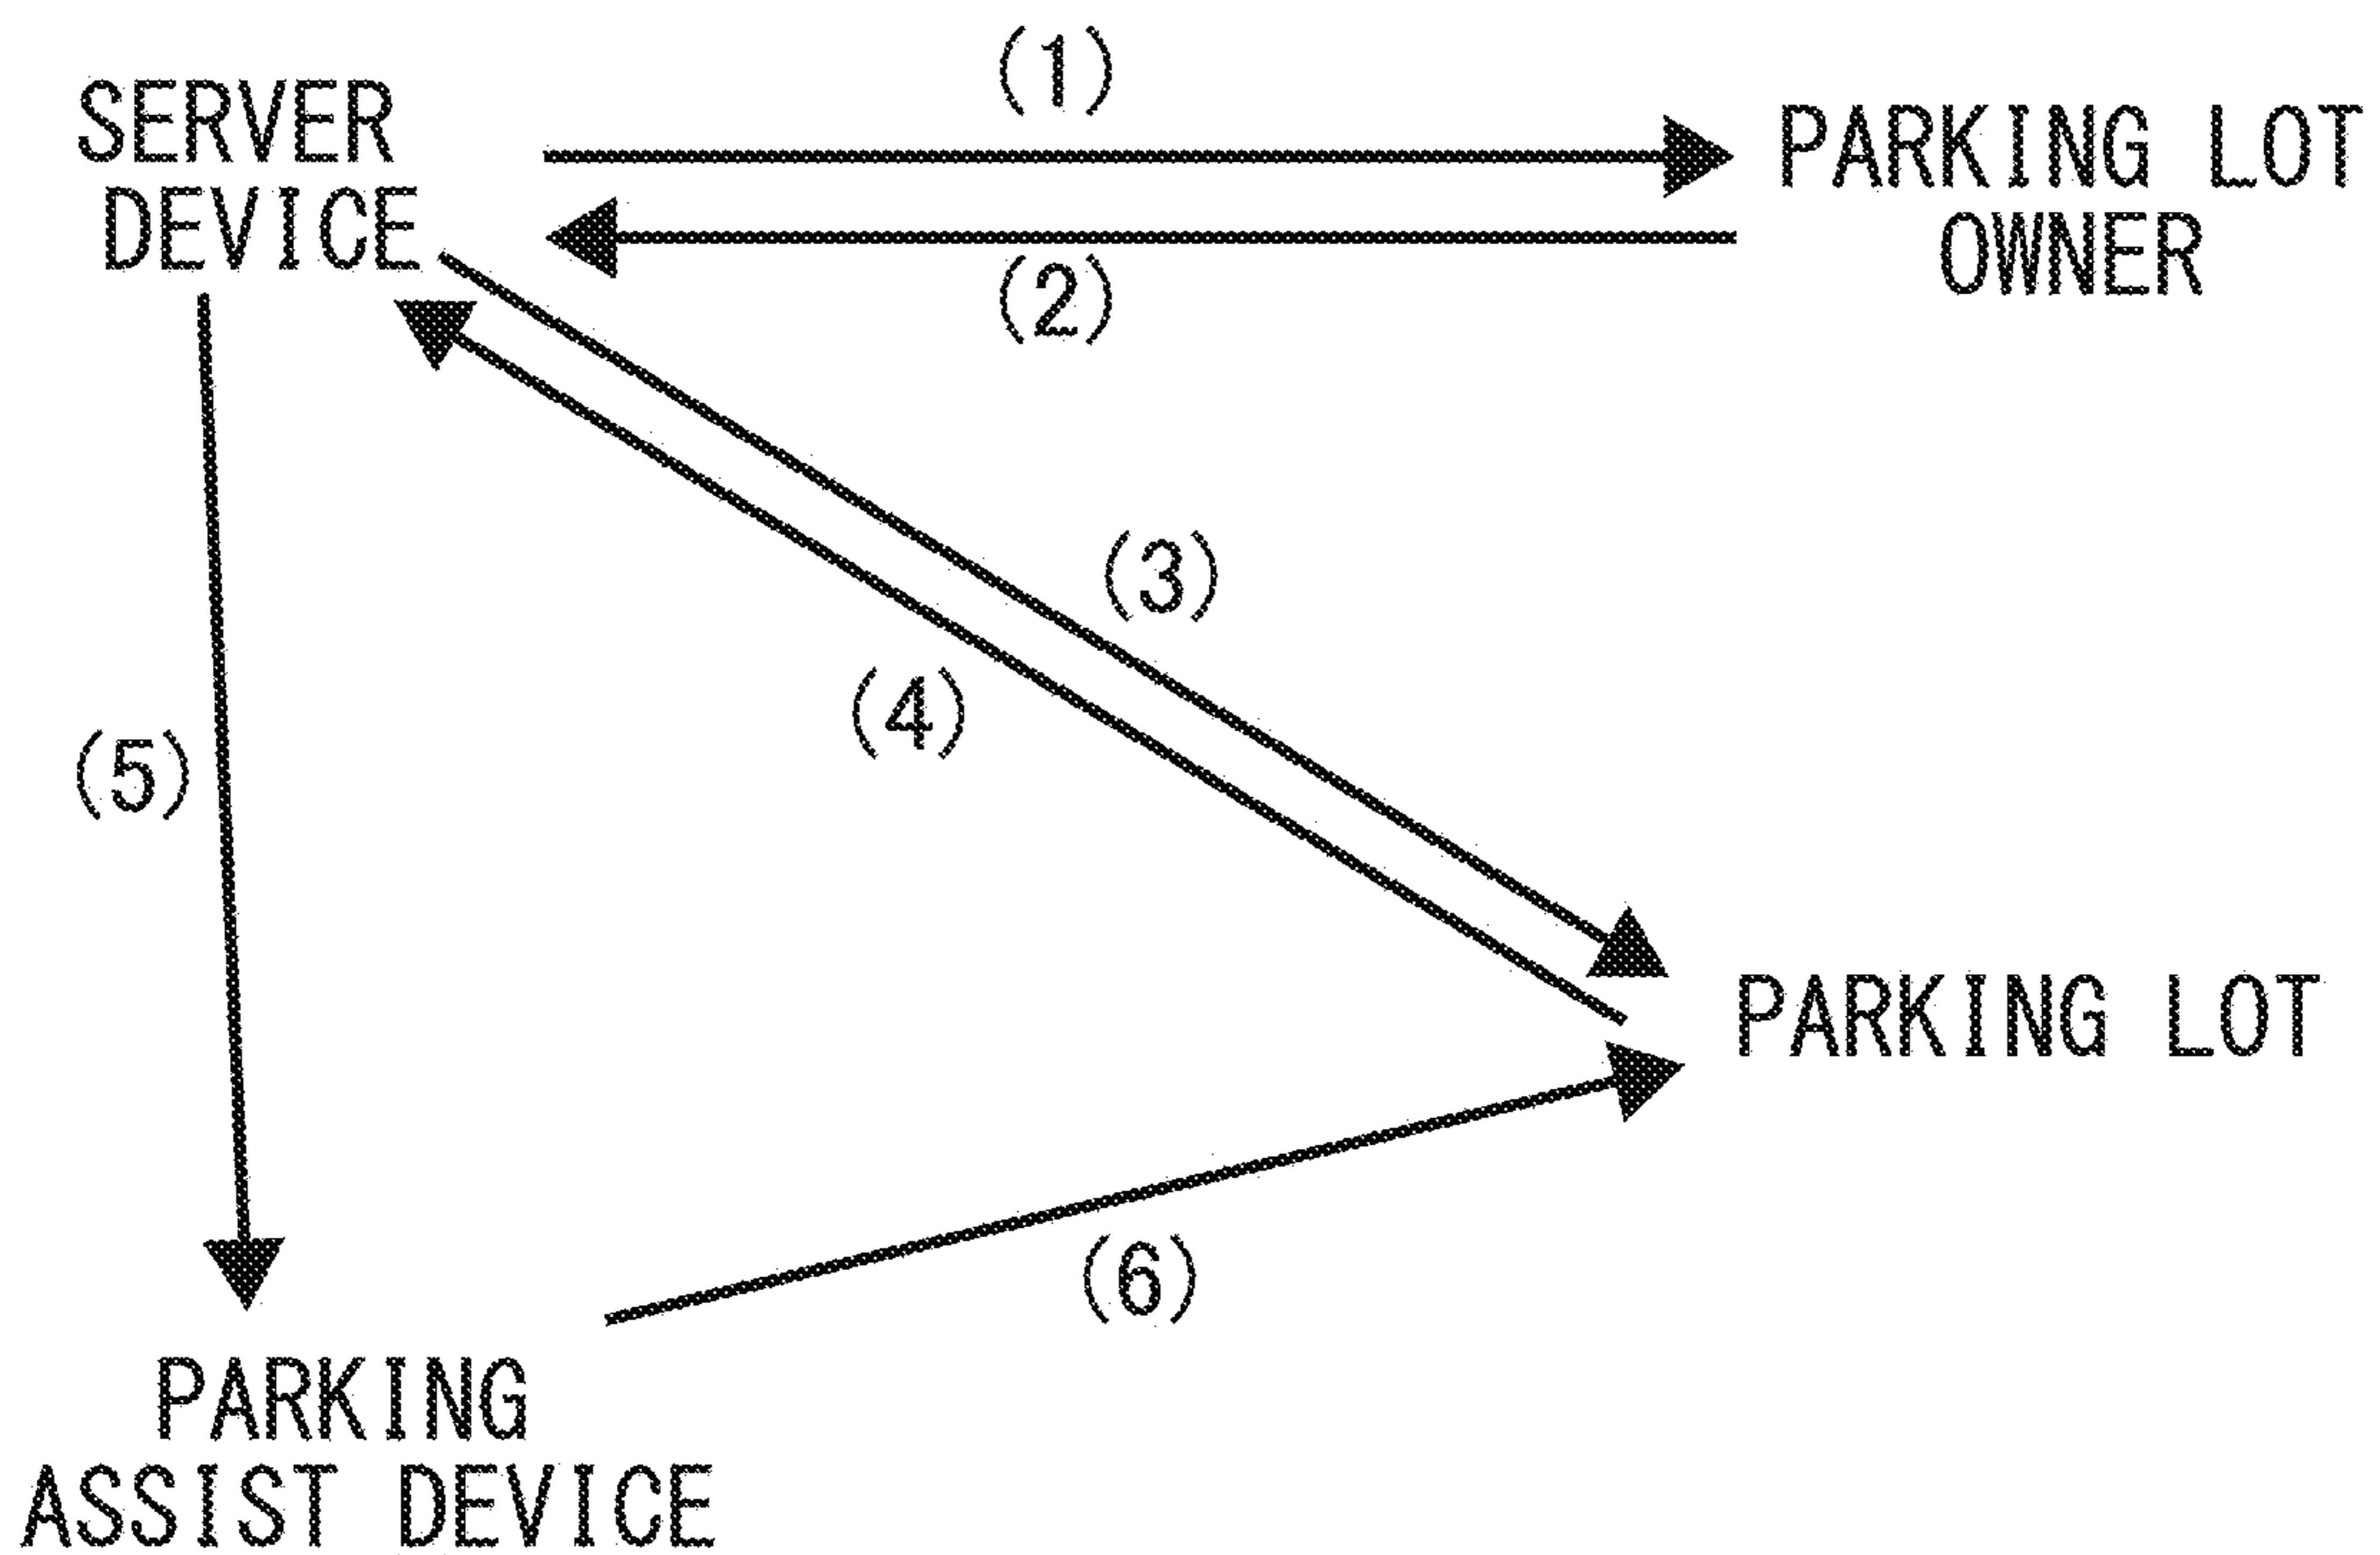 (1)
SERVER
DEVICE
PARKING LOT
OWNER
(2)
(3)
(4)
(5)
PARKING LOT
(6)
PARKING
ASSIST DEVICE